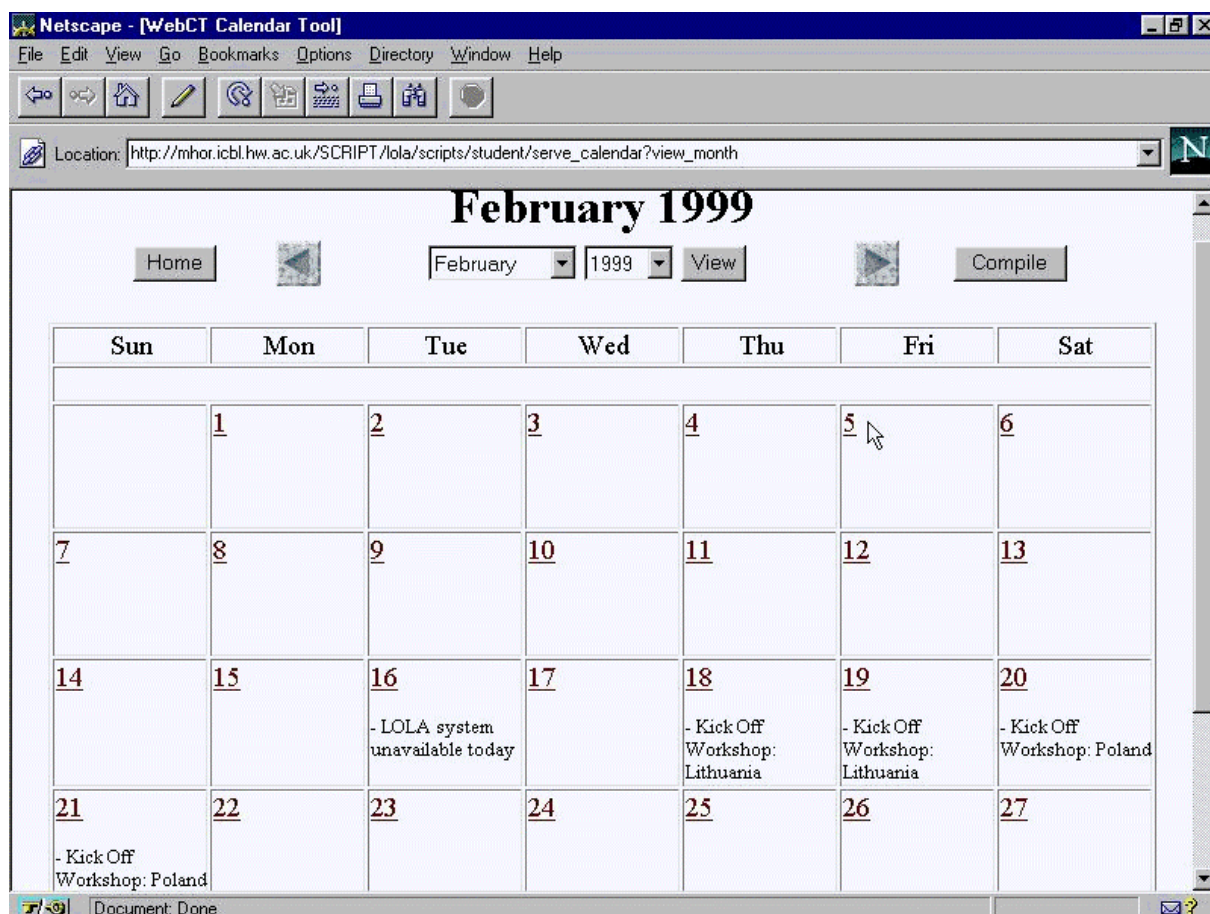 Netscape - [WebCT Calendar Tool]
File Edit View Go Bookmarks Options Directory Window Help
Location: http://mhor.icbl.hw.ac.uk/SCRIPT/lola/scripts/student/serve_calendar?view_month
N
February 1999
Home February 1999 View Compile
Sun Mon Tue Wed Thu Fri Sat
1 2 3 4 5 6
7 8 9 10 11 12 13
14 15 16 17 18 19 20
- LOLA system
unavailable today
- Kick Off
Workshop:
Lithuania
- Kick Off
Workshop:
Lithuania
- Kick Off
Workshop: Poland
21 22 23 24 25 26 27
- Kick Off
Workshop: Poland
Document: Done
?